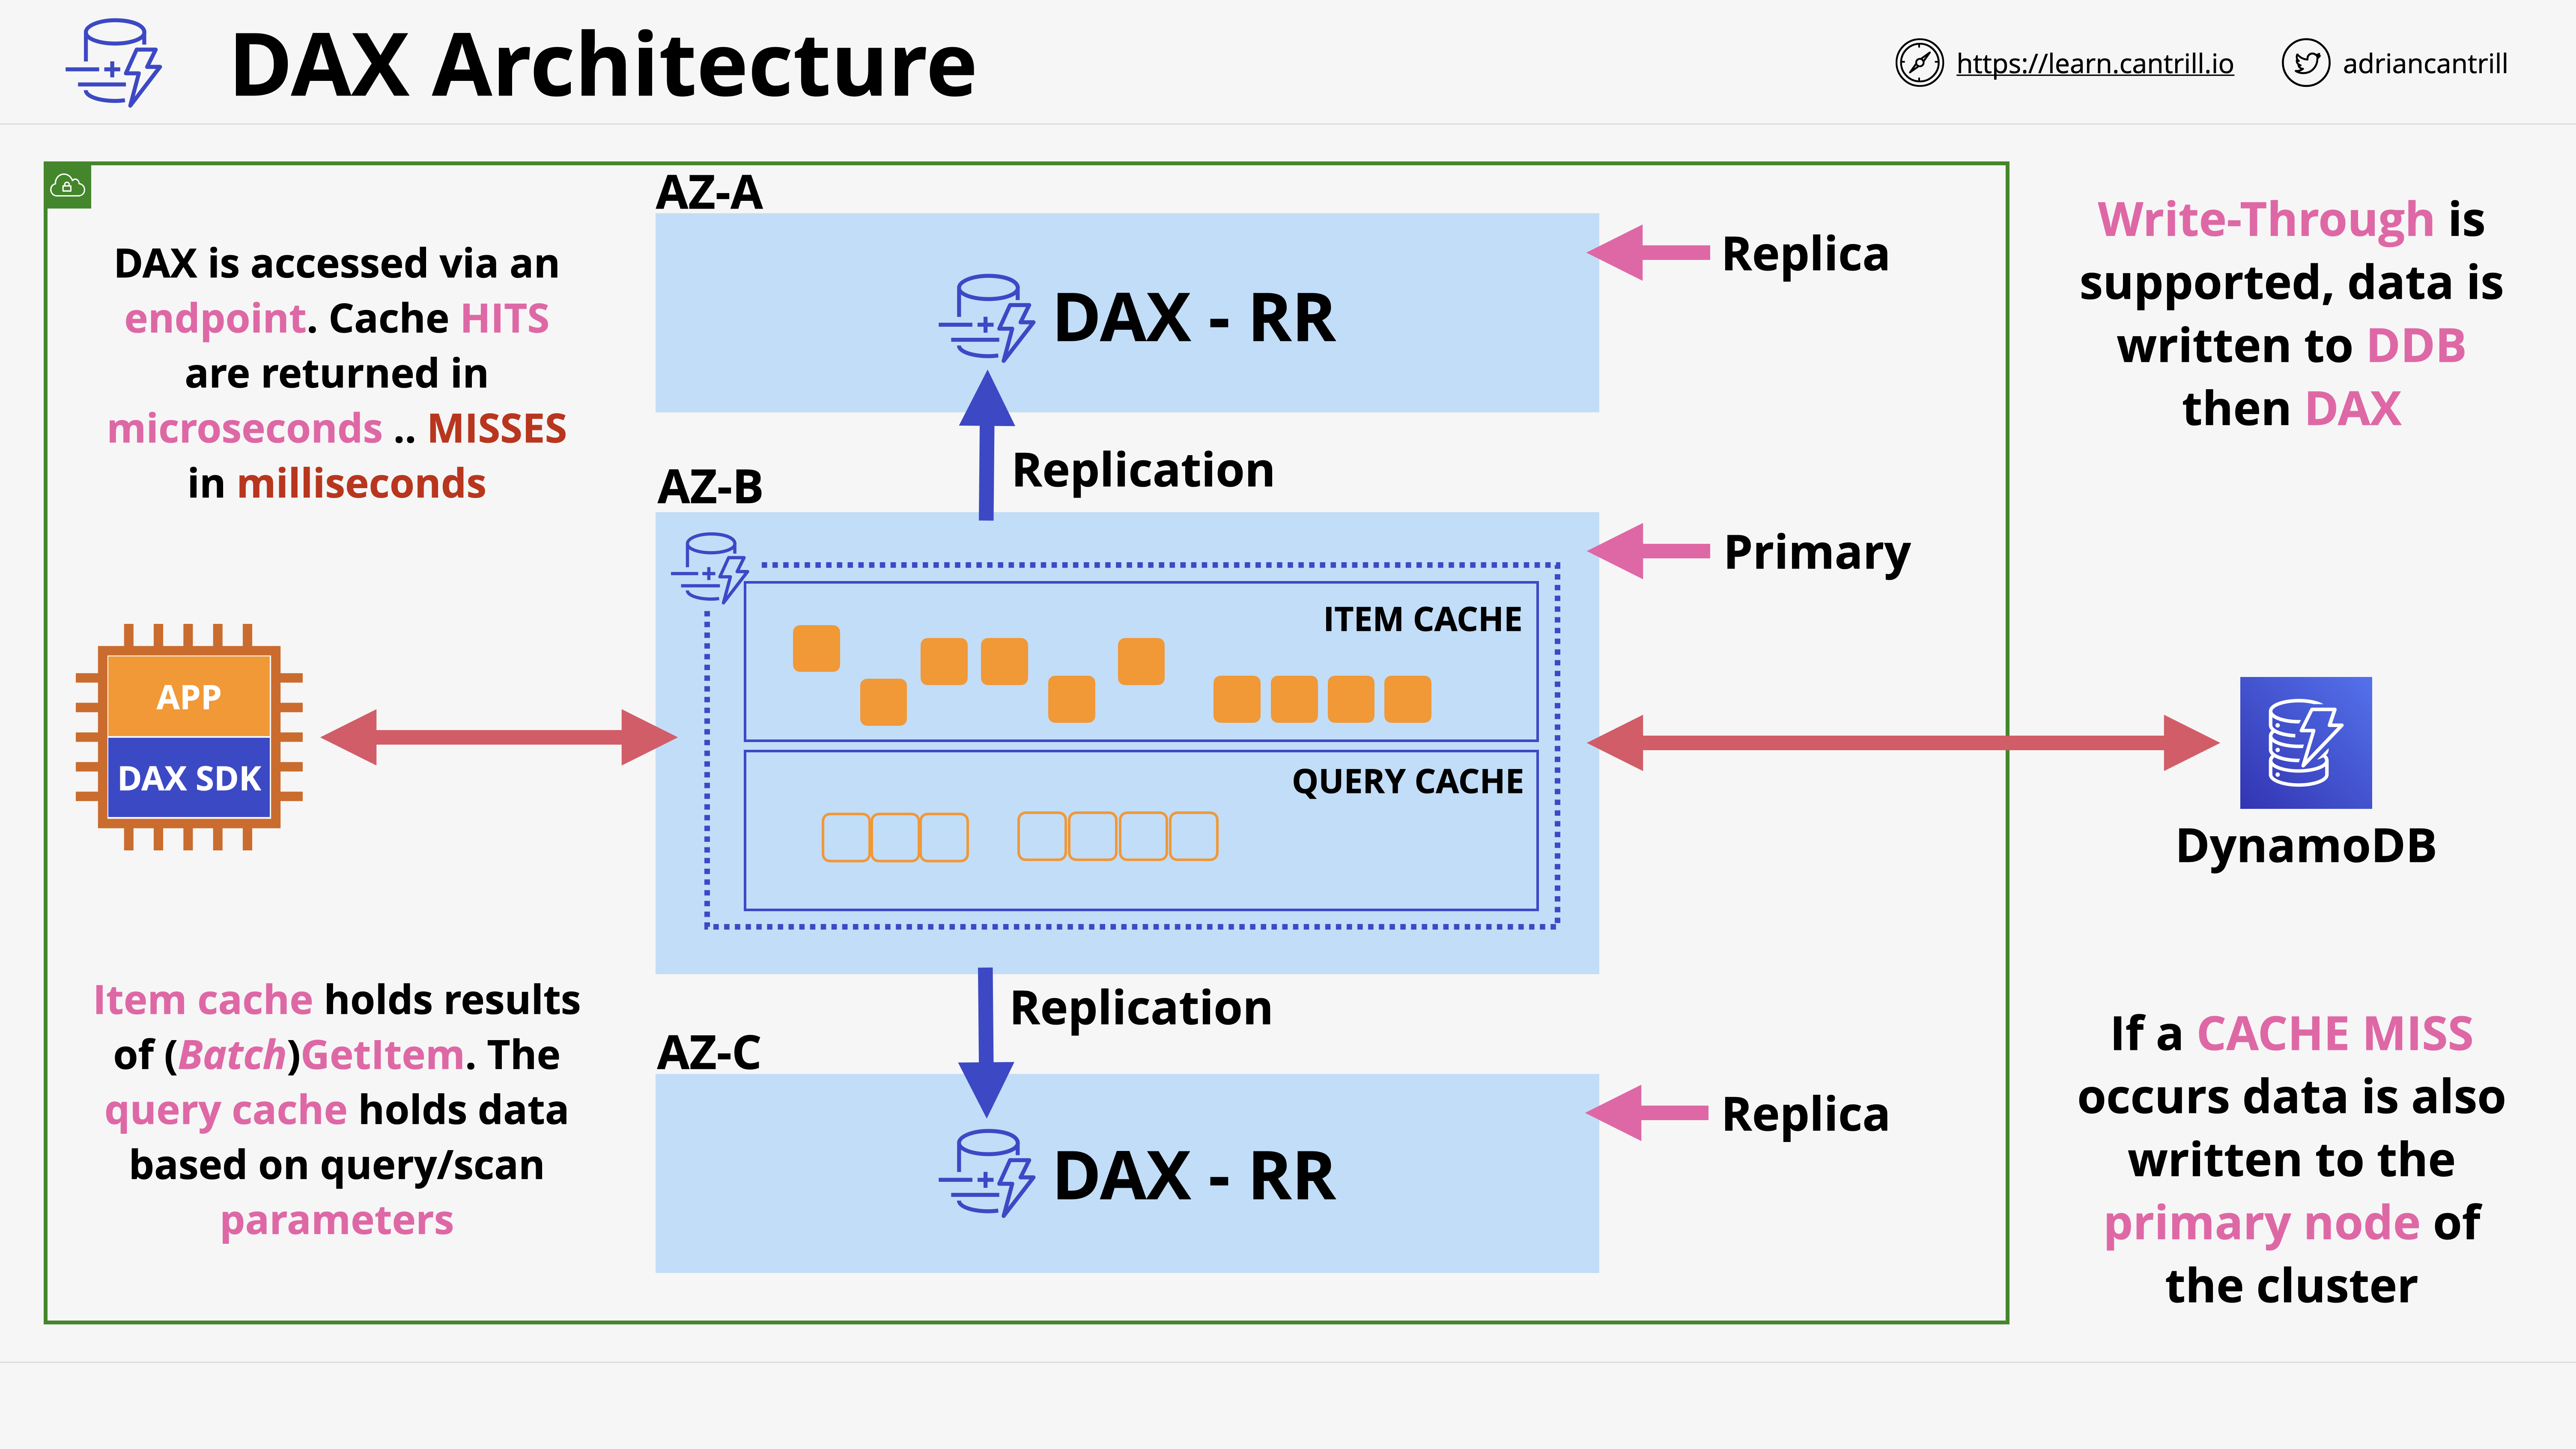 DAX Architecture
https://learn.cantrill.io
adriancantrill
DAX is accessed via an
endpoint. Cache HITS
are returned in
microseconds .. MISSES
in milliseconds
AZ-A
DAX - RR
Replica
Write-Through is
supported, data is
written to DDB
then DAX
Replication
AZ-B
Primary
ITEM CACHE
QUERY CACHE
APP
DAX SDK
DynamoDB
Item cache holds results
of (Batch)GetItem. The
query cache holds data
based on query/scan
parameters
Replication
AZ-C
DAX - RR
Replica
If a CACHE MISS
occurs data is also
written to the
primary node of
the cluster